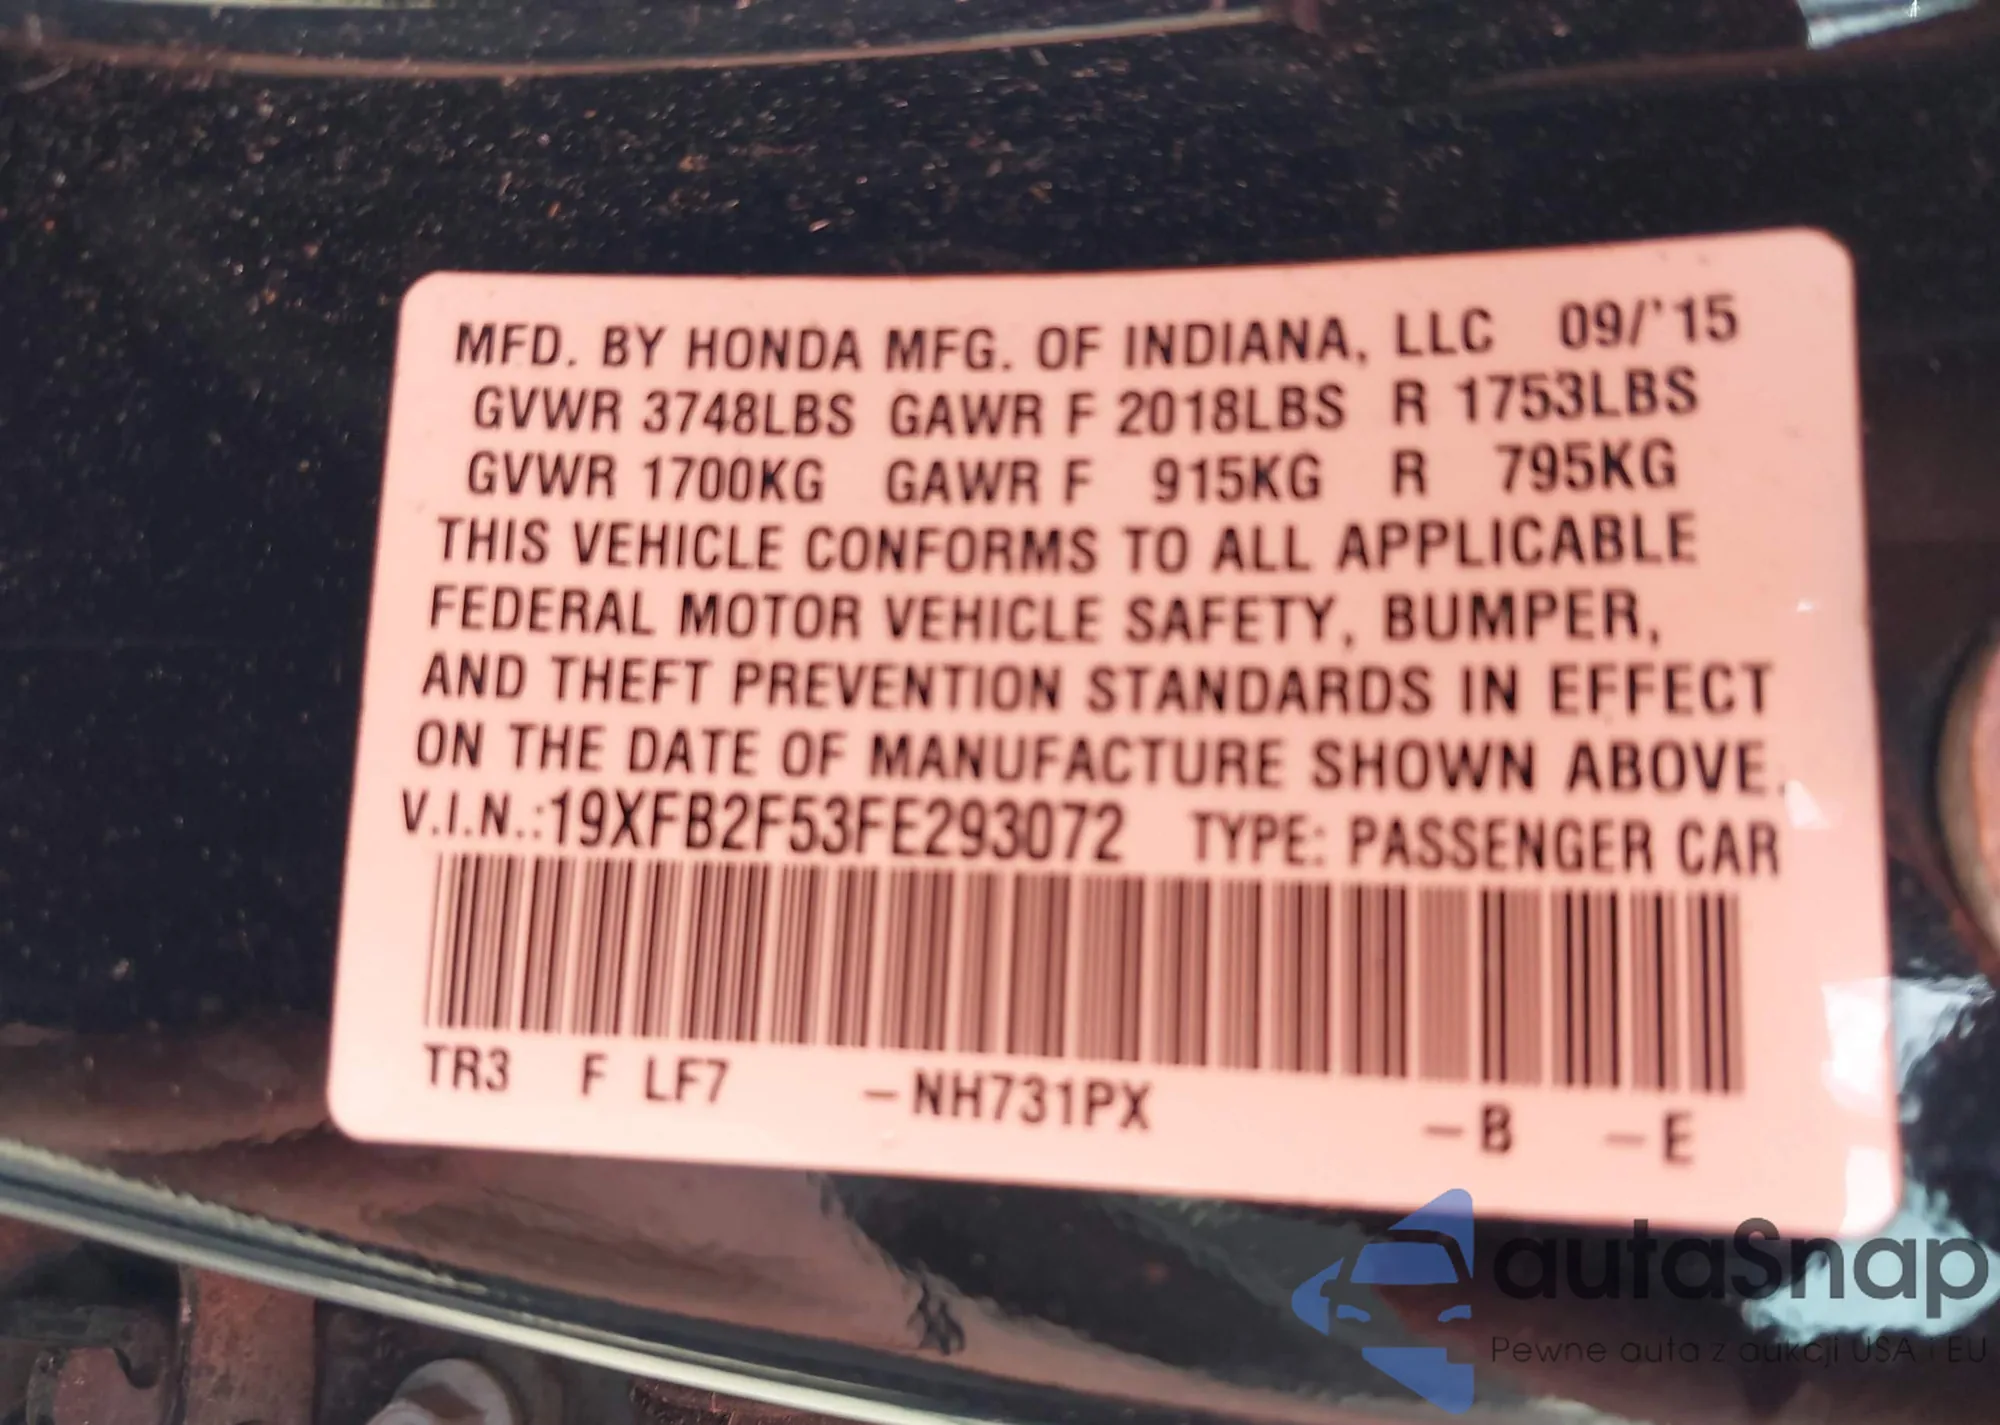 MFD. BY HONDA MFG. OF INDIANA, LLC 09/'15
GVWR 3748LBS GAWR F 2018LBS R 1753LBS
GVWR 1700KG GAWR F 915KG R 795KG
THIS VEHICLE CONFORMS TO ALL APPLICABLE
FEDERAL MOTOR VEHICLE SAFETY, BUMPER,
AND THEFT PREVENTION STANDARDS IN EFFECT
ON THE DATE OF MANUFACTURE SHOWN ABOVE.
V.I.N.:19XFB2F53FE293072 TYPE: PASSENGER CAR
TR3 F LF7 –NH731PX –B –E
autaSnap
Pewne auta z aukcji USA i EU